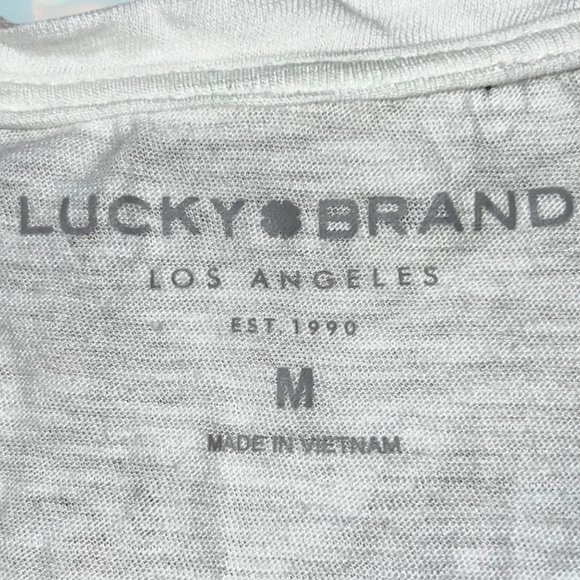 LUCKY BRAND
LOS ANGELES
EST. 1990
M
MADE IN VIETNAM